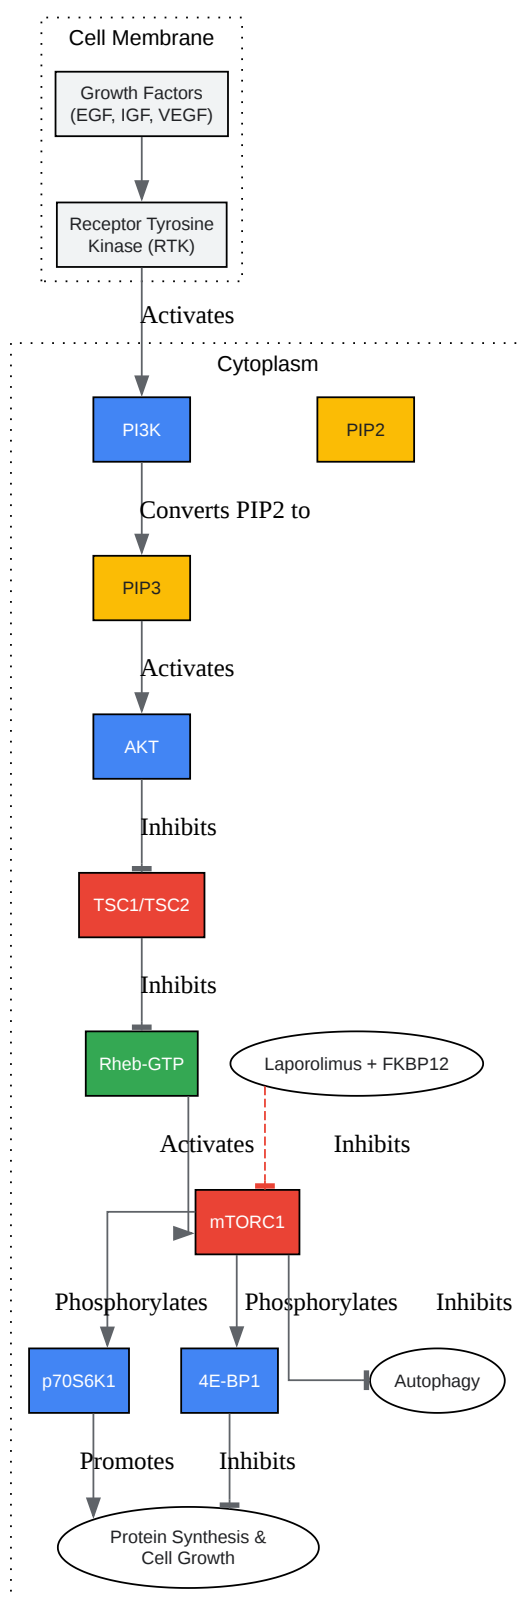 Cell Membrane
Growth Factors
(EGF, IGF, VEGF)
Receptor Tyrosine
Kinase (RTK)
Activates
Cytoplasm
PI3K
PIP2
Converts PIP2 to
PIP3
Activates
AKT
Inhibits
TSC1/TSC2
Inhibits
Rheb-GTP
Laporolimus + FKBP12
Activates
Inhibits
mTORC1
Phosphorylates
Phosphorylates
Inhibits
p70S6K1
4E-BP1
Autophagy
Promotes
Inhibits
Protein Synthesis &
Cell Growth